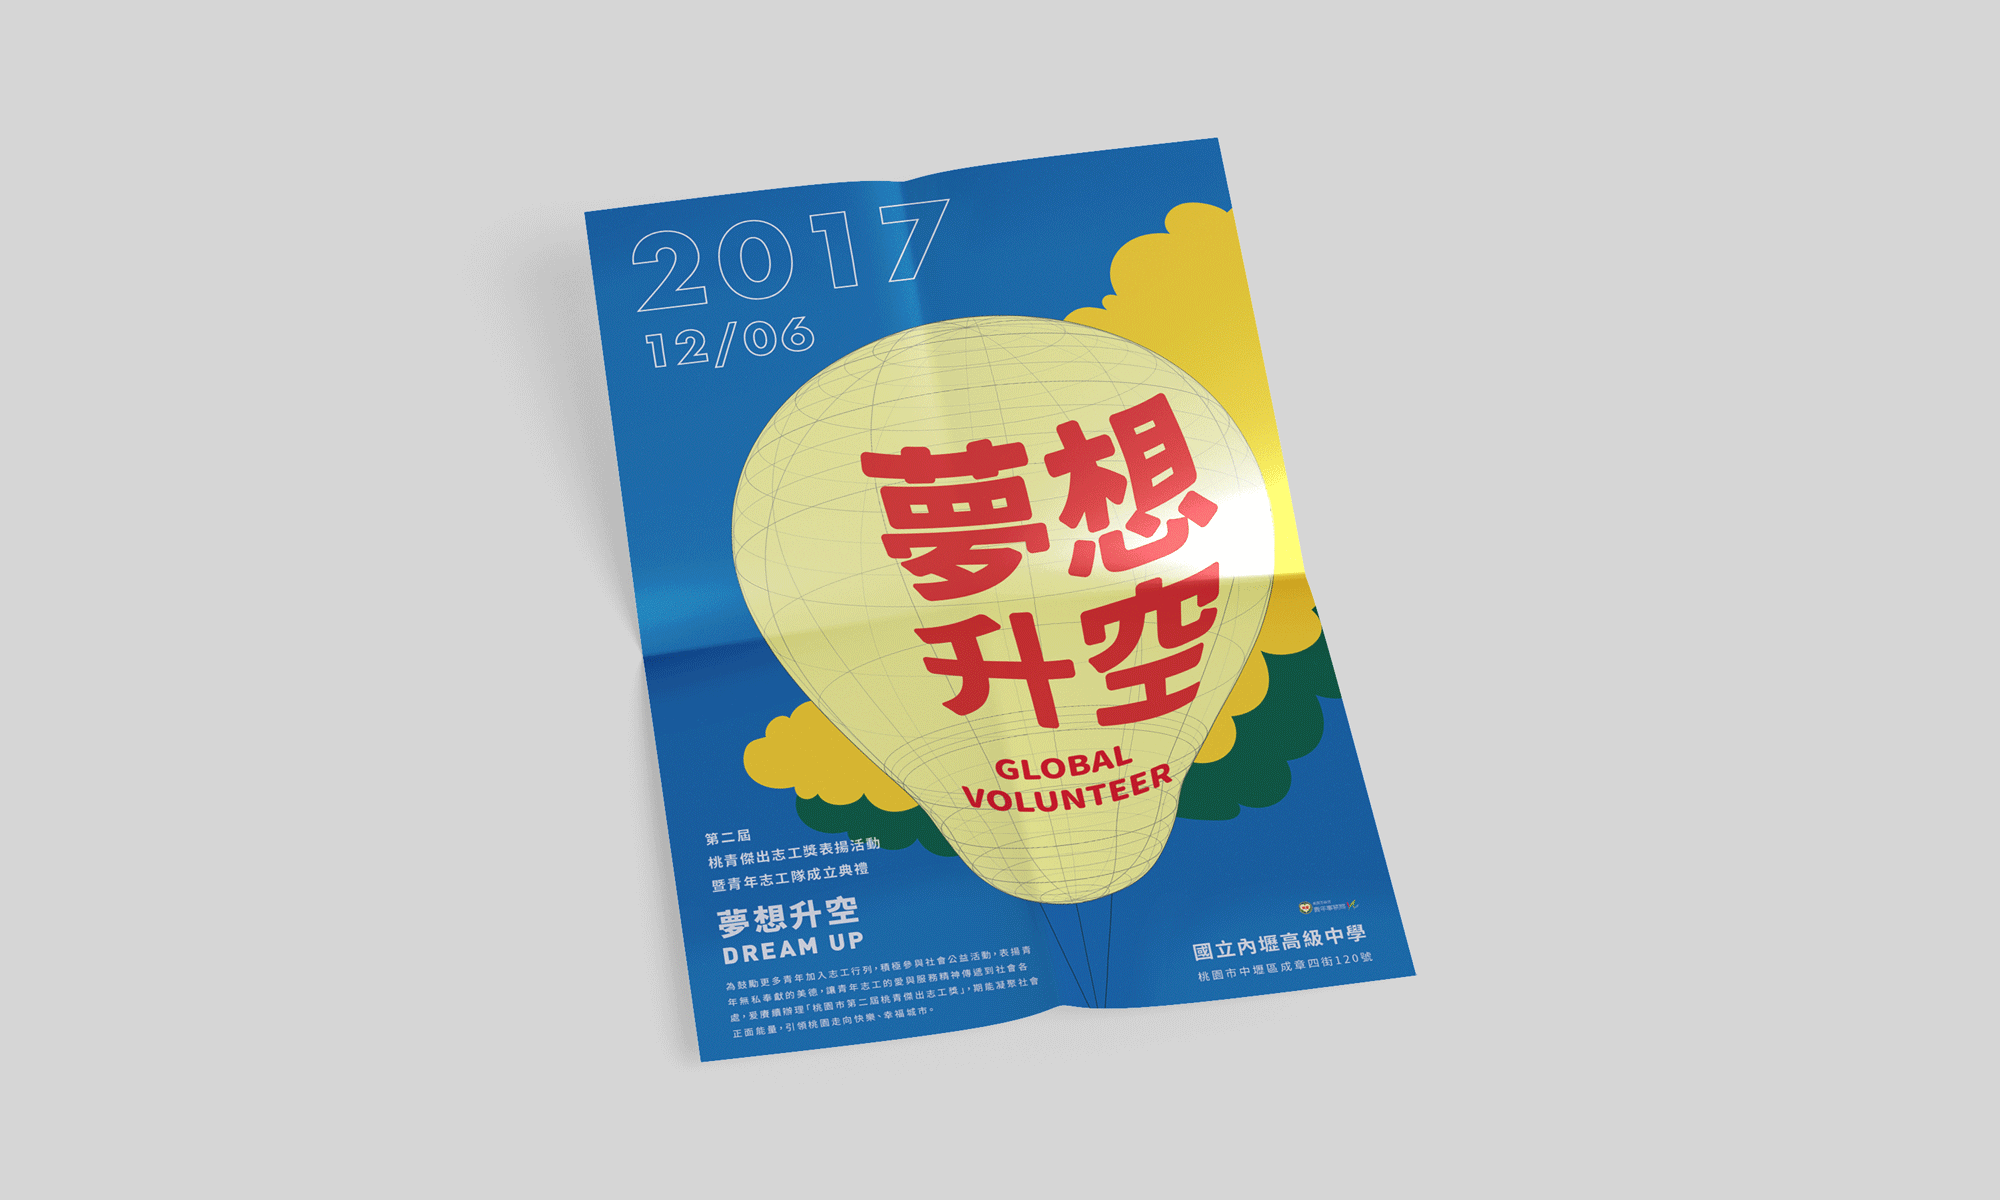 2017
12/06
夢想
升空
GLOBAL
VOLUNTEER
第二屆
桃青傑出志工獎表揚活動
暨青年志工隊成立典禮
夢想升空
DREAM UP
為鼓勵更多青年加入志工行列，積極參與社會公益活動，表揚青
年無私奉獻的美德，讓青年志工的愛與服務精神傳遞到社會各
處，爰賡續辦理「桃園市第二屆桃青傑出志工獎」，期能凝聚社會
正面能量，引領桃園走向快樂、幸福城市。
國立內壢高級中學
桃園市中壢區成章四街120號